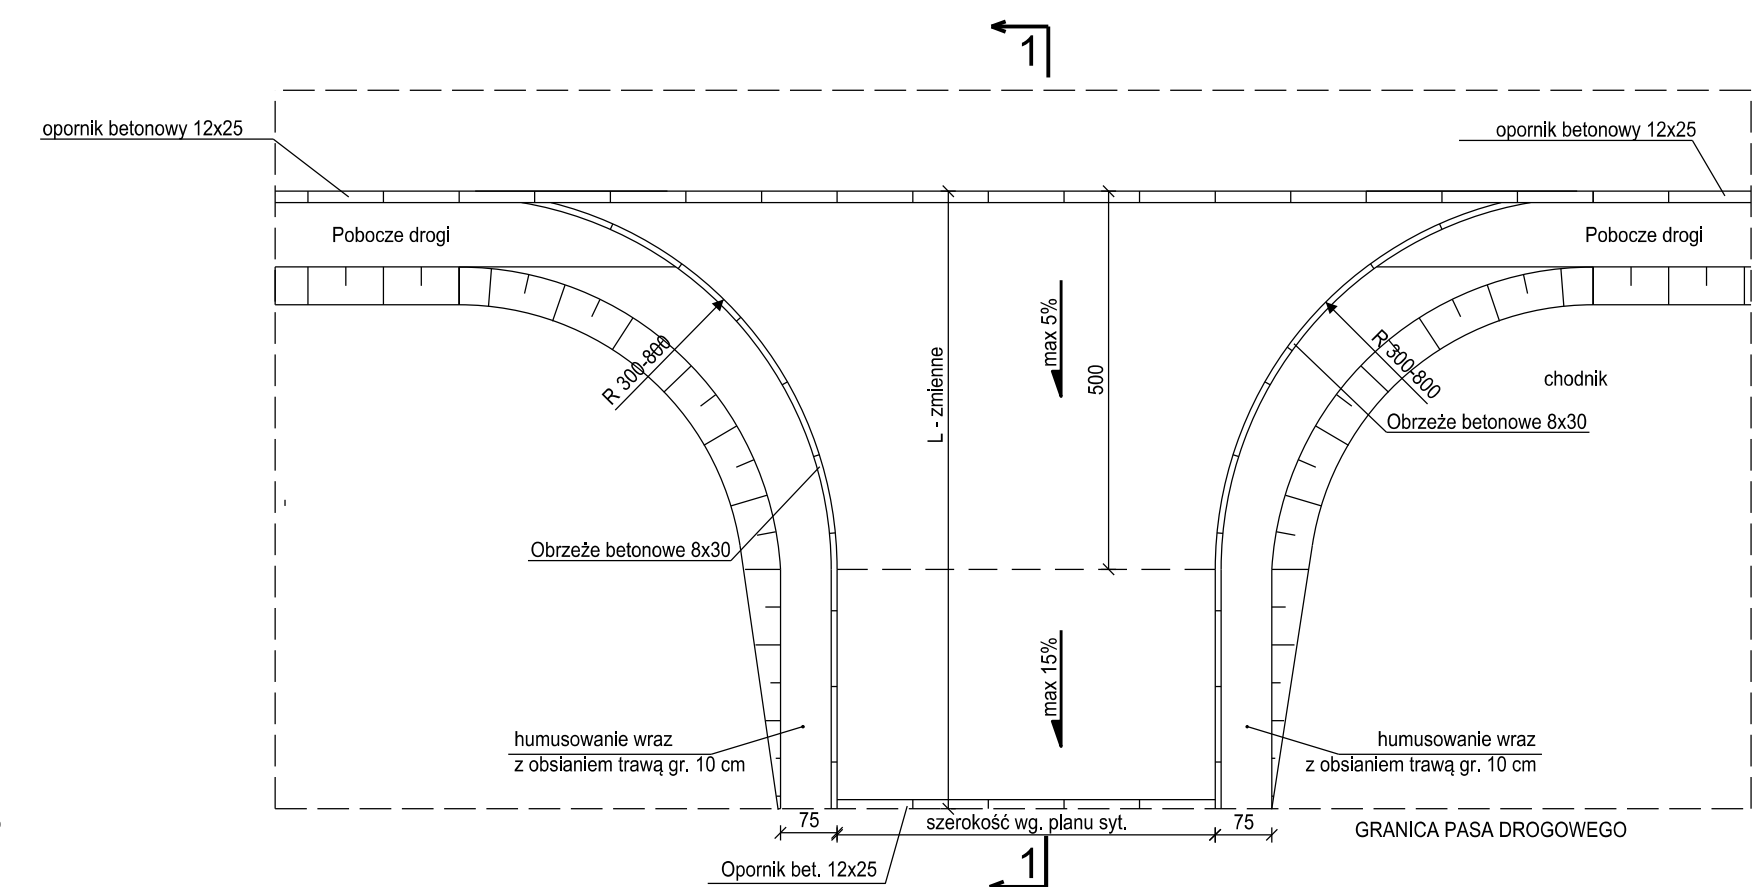 1
opornik betonowy 12x25
opornik betonowy 12x25
Pobocze drogi
Pobocze drogi
max 5%
R 300-800
R 300-800
L - zmienne
500
chodnik
Obrzeże betonowe 8x30
Obrzeże betonowe 8x30
max 15%
humusowanie wraz
z obsianiem trawą gr. 10 cm
humusowanie wraz
z obsianiem trawą gr. 10 cm
75
szerokość wg. planu syt.
75
GRANICA PASA DROGOWEGO
Opornik bet. 12x25
1